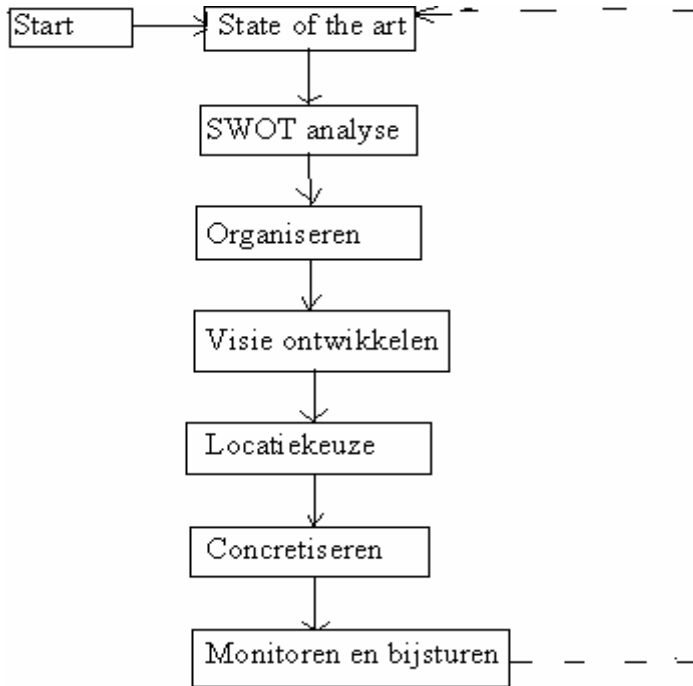 Start
State of the art
SWOT analyse
Organiseren
Visie ontwikkelen
Locatiekeuze
Concretiseren
Monitoren en bijsturen